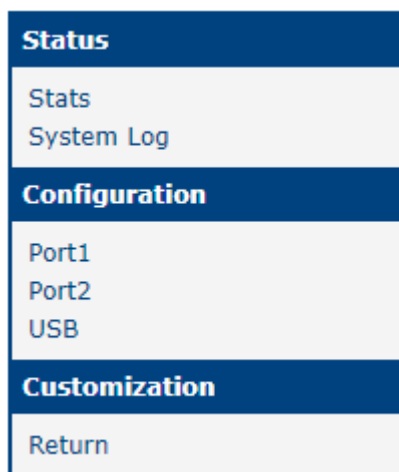 Status
Stats
System Log
Configuration
Port1
Port2
USB
Customization
Return